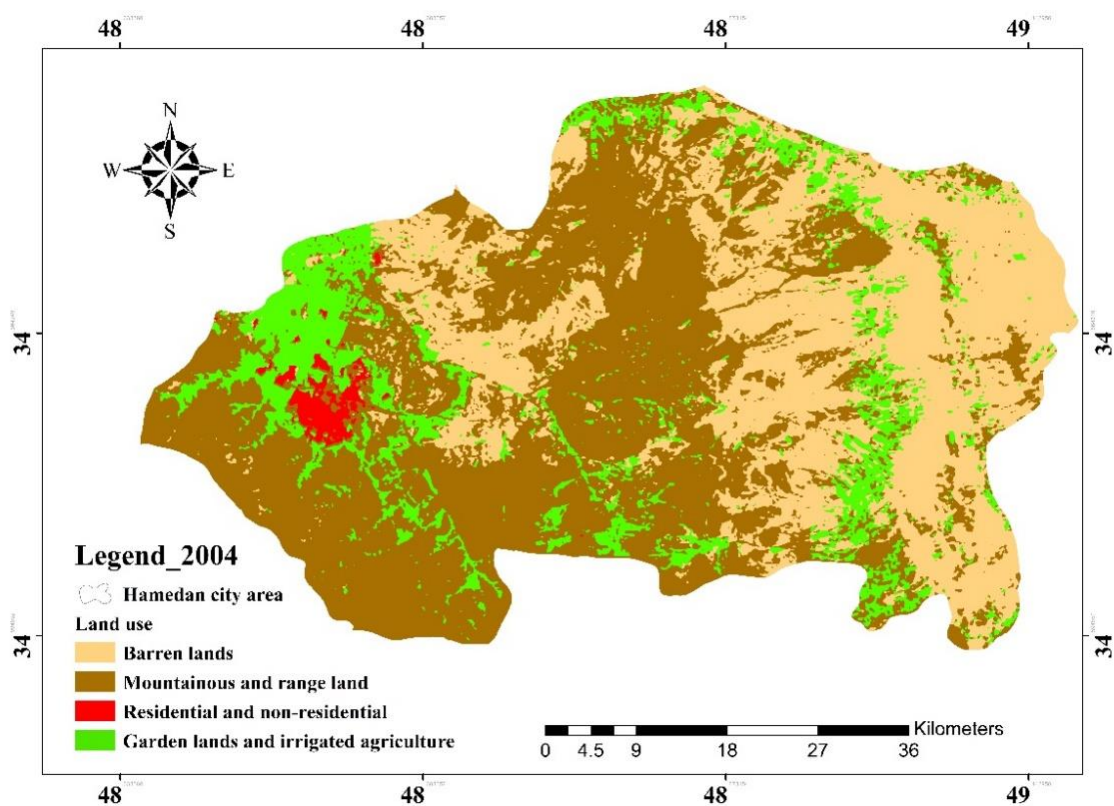 48 48 48 49
N
W E
S
34 34
Legend_2004
Hamedan city area
34 34
Land use
Barren lands
Mountainous and range land
Residential and non-residential
Garden lands and irrigated agriculture
Kilometers
0 4.5 9 18 27 36
48 48 48 49